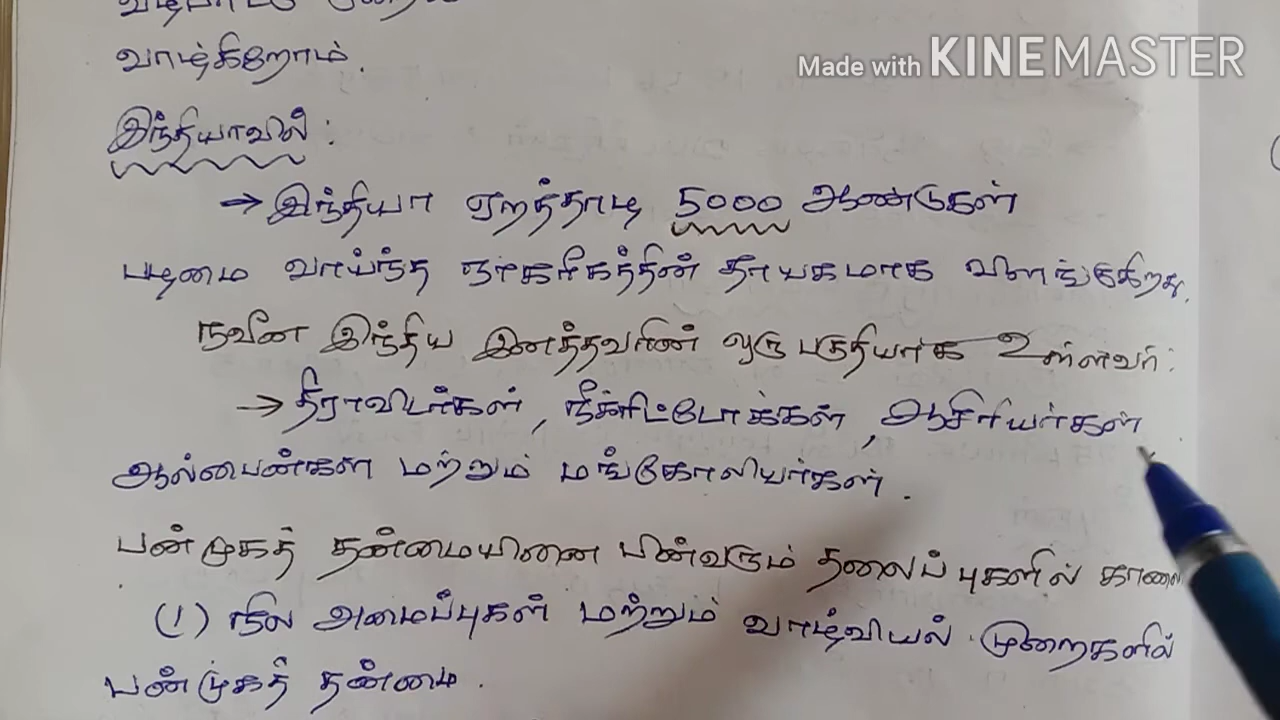 வாழ்கிறோம்.
Made with KINEMASTER
இந்தியாவில் :
→ இந்தியா ஏறத்தாழ 5000 ஆண்டுகள்
பழமை வாய்ந்த நாகரிகத்தின் தாயகமாக விளங்குகிறது.
நவீன இந்திய இனத்தவரின் ஒரு பகுதியாக உள்ளவர் :
→ திராவிடர்கள் , நீக்ரிட்டோக்கள் , ஆசிரியர்கள்
ஆல்பைன்கள் மற்றும் மங்கோலியர்கள் .
பன்முகத் தன்மையினை பின்வரும் தலைப்புகளில்
(1) நில அமைப்புகள் மற்றும் வாழ்வியல் முறைகளில்
பன்முகத் தன்மை .